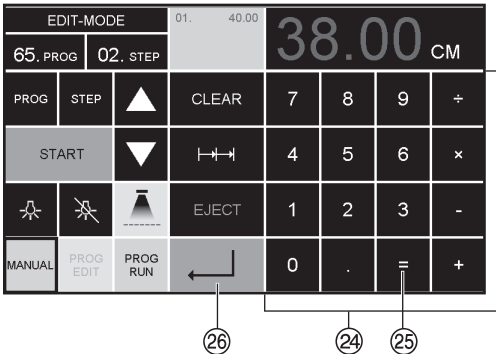 EDIT-MODE
01. 40.00
38.00 CM
65. PROG
02. STEP
PROG
STEP
CLEAR
7
8
9
÷
START
4
5
6
×
EJECT
1
2
3
-
MANUAL
PROG
EDIT
PROG
RUN
0
.
=
+
26
24
25